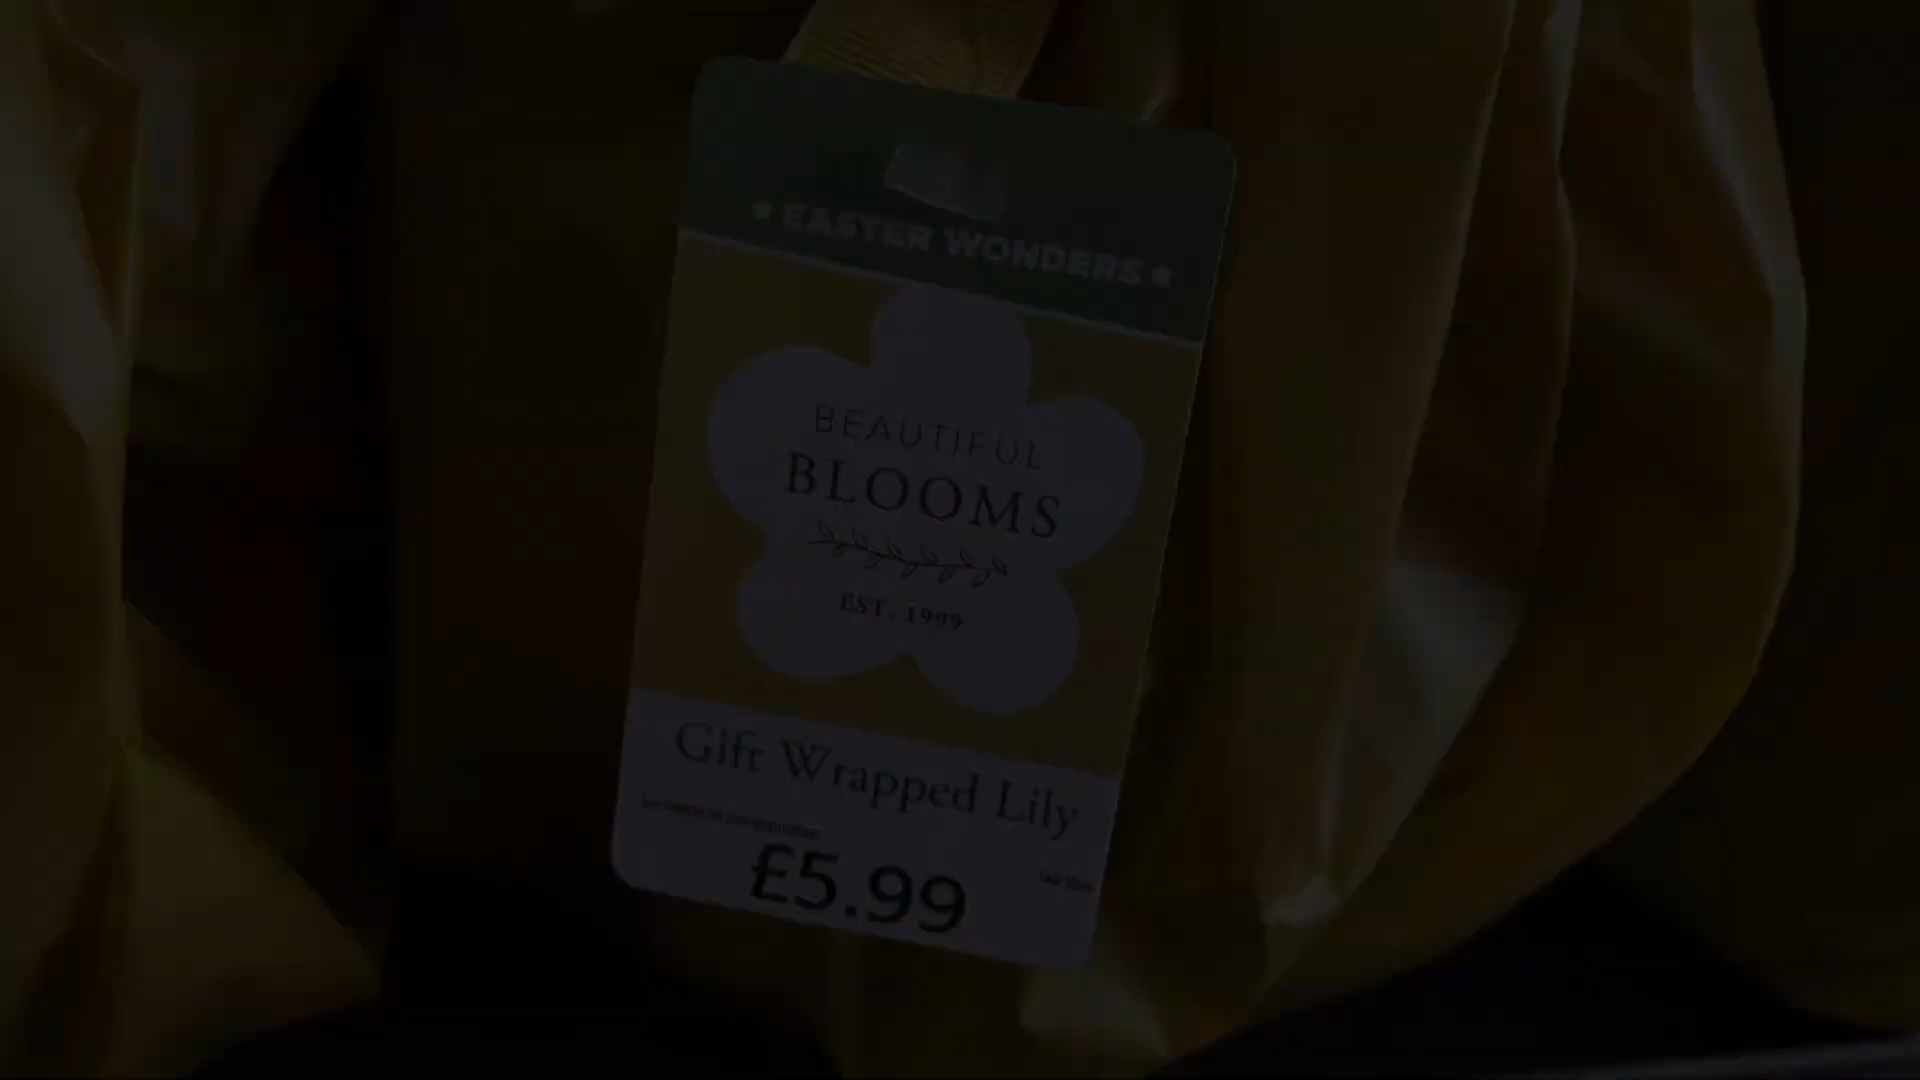 ★ EASTER WONDERS ★
BEAUTIFUL
BLOOMS
EST. 1999
Gift Wrapped Lily
£5.99